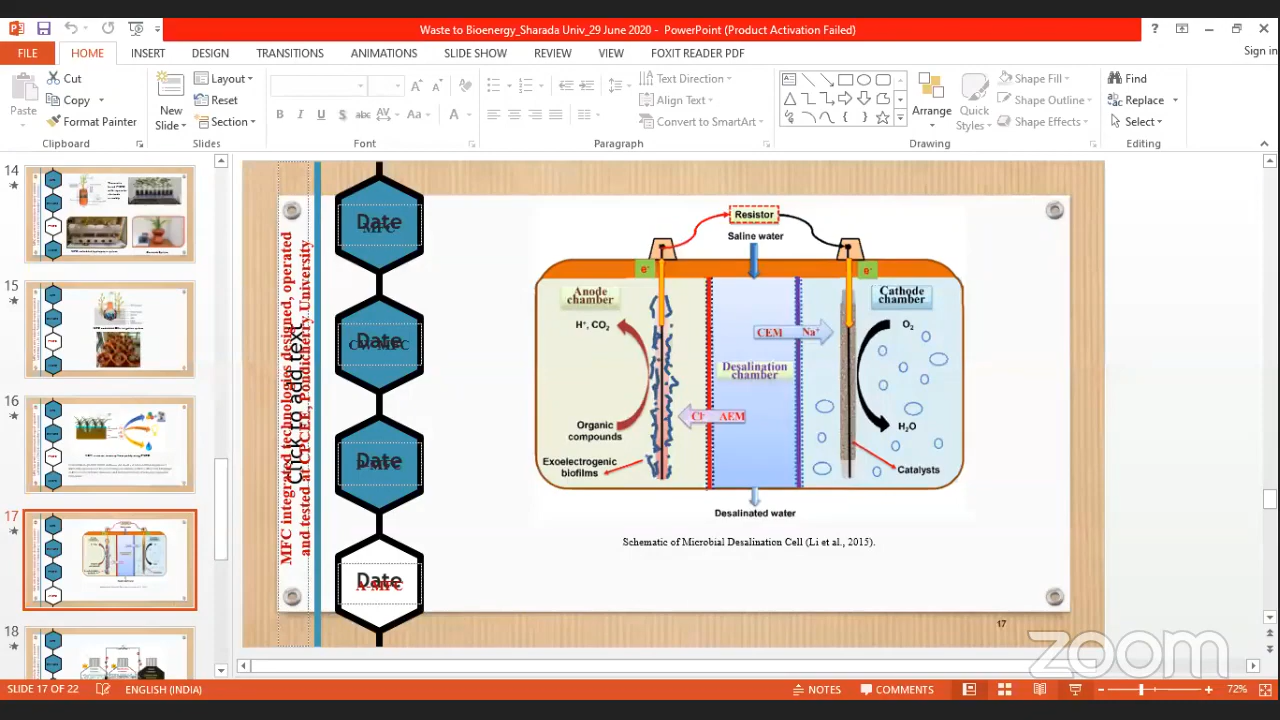 Waste to Bioenergy_Sharada Univ_29 June 2020 - PowerPoint (Product Activation Failed)
FILE HOME INSERT DESIGN TRANSITIONS ANIMATIONS SLIDE SHOW REVIEW VIEW FOXIT READER PDF Sign in
Paste
Cut
Copy
Format Painter
Clipboard
New
Slide
Layout
Reset
Section
Slides
Font
Text Direction
Align Text
Convert to SmartArt
Paragraph
Arrange
Quick
Styles
Shape Fill
Shape Outline
Shape Effects
Drawing
Find
Replace
Select
Editing
14
15
16
17
18
MFC integrated technologies designed, operated
and tested at CPCEE, Pondicherry University
Click to add text
Date
MFC
Date
CW-MFC
Date
P-MFC
Date
A-MFC
Resistor
Saline water
e-
e-
Anode
chamber
Cathode
chamber
H+, CO2
O2
CEM Na+
Desalination
chamber
AEM
Organic
compounds
H2O
Exoelectrogenic
biofilms
Catalysts
Desalinated water
Schematic of Microbial Desalination Cell (Li et al., 2015).
17
zoom
SLIDE 17 OF 22 ENGLISH (INDIA) NOTES COMMENTS 72%